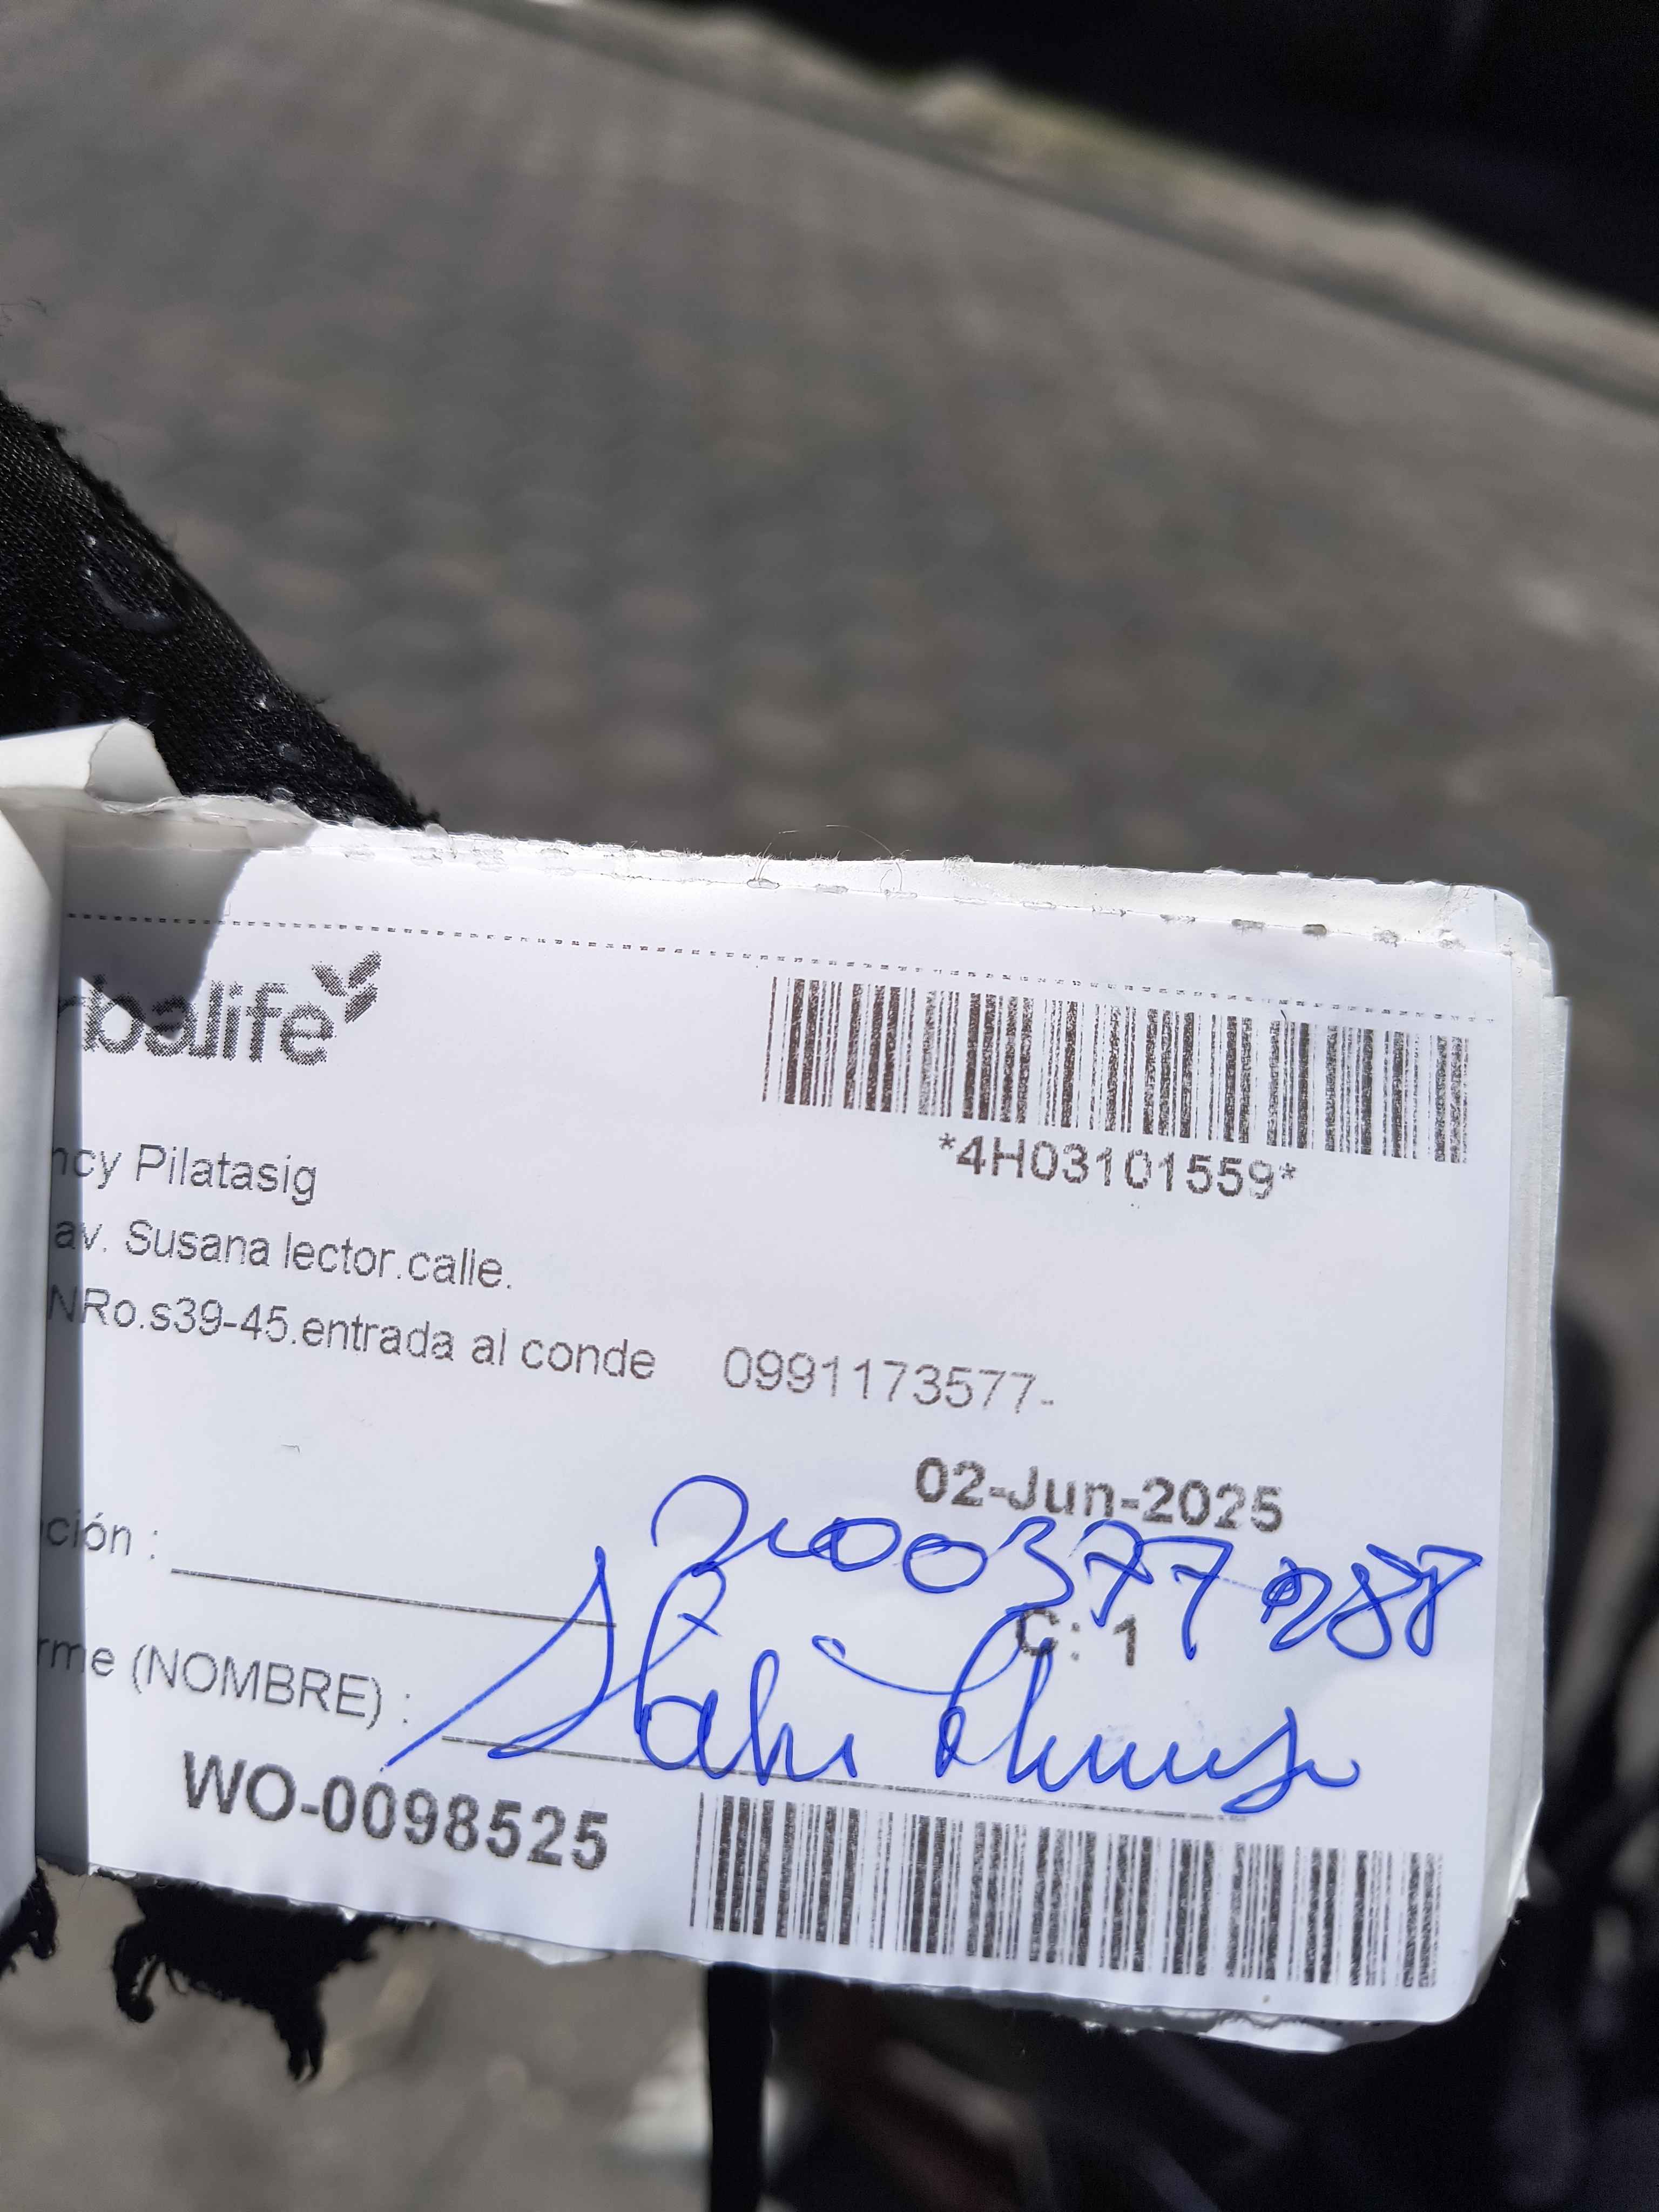 rbalife
*4H03101559*
ncy Pilatasig
av. Susana lector.calle.
NRo.s39-45.entrada al conde 0991173577-
02-Jun-2025
ción :
C: 1
rme (NOMBRE) :
WO-0098525